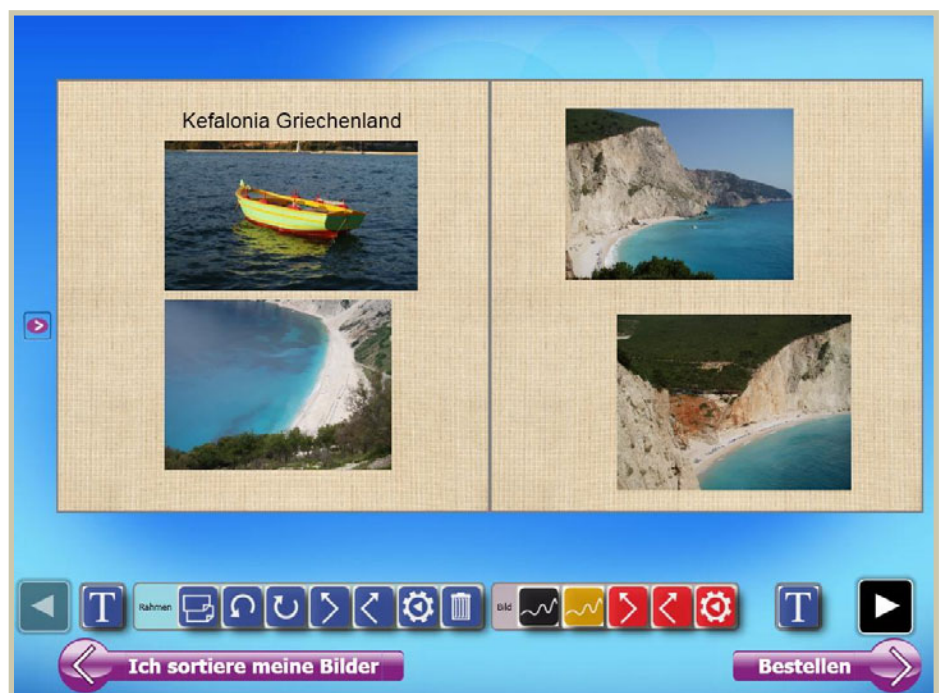 Kefalonia Griechenland
T
Rahmen
Bild
T
Ich sortiere meine Bilder
Bestellen